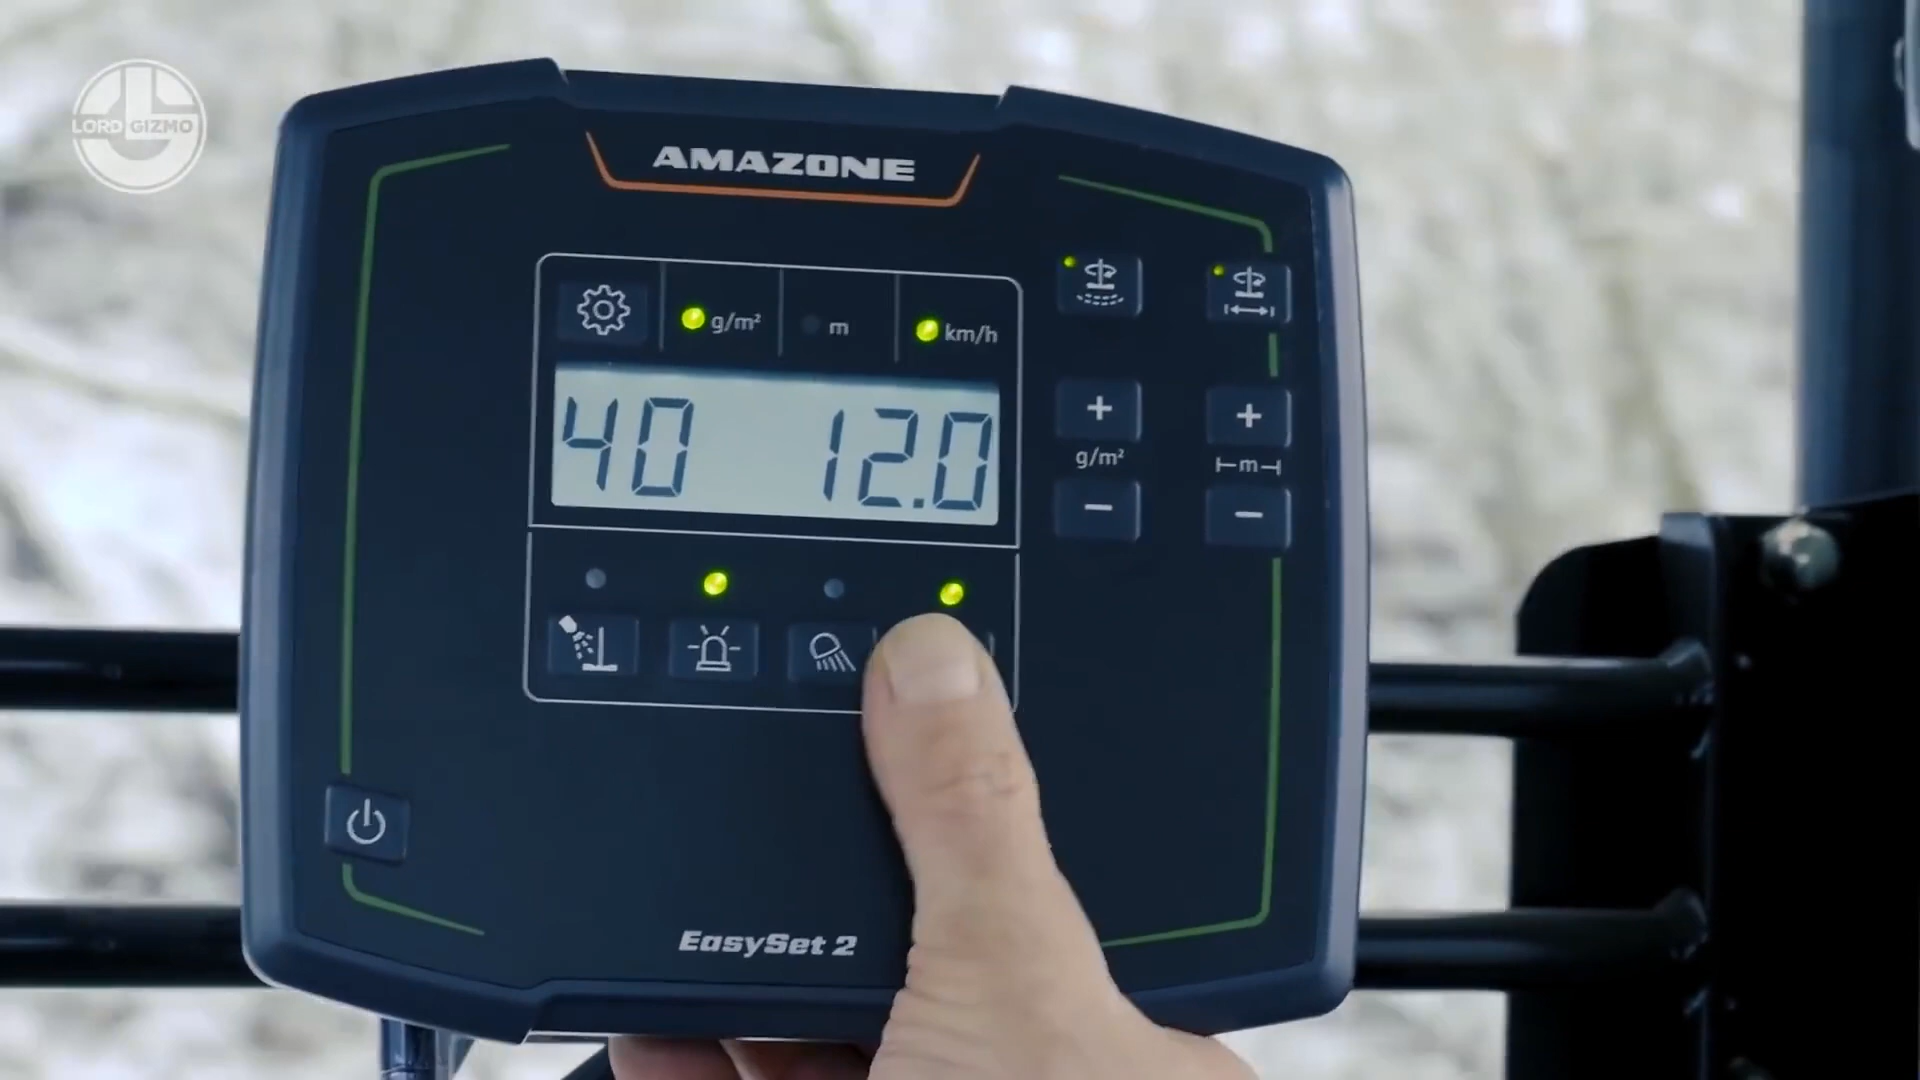 LORD GIZMO
AMAZONE
g/m² m km/h
40 12.0
+ +
g/m² m
- -
EasySet 2